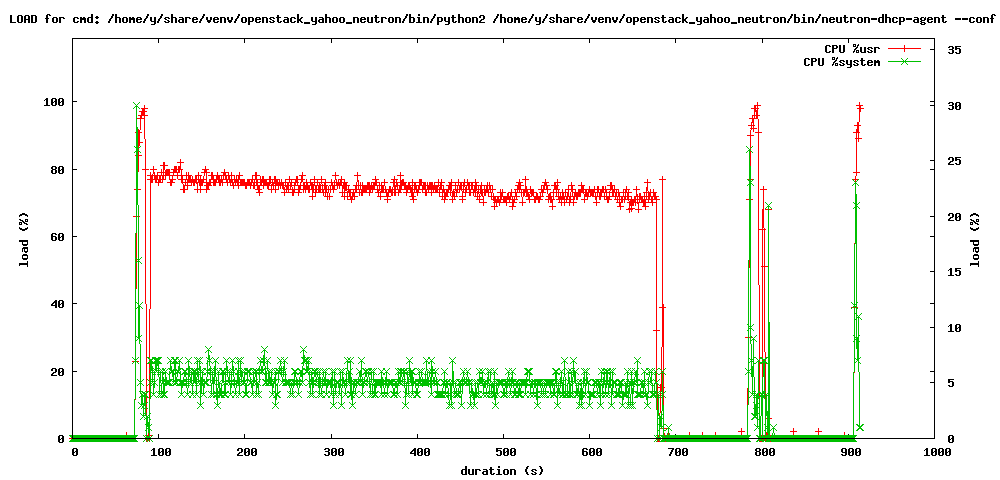 LOAD for cmd: /home/y/share/venv/openstack_yahoo_neutron/bin/python2 /home/y/share/venv/openstack_yahoo_neutron/bin/neutron-dhcp-agent --conf
CPU %usr
CPU %system
100
80
60
40
20
0
load (%)
35
30
25
20
15
10
5
0
load (%)
0 100 200 300 400 500 600 700 800 900 1000
duration (s)